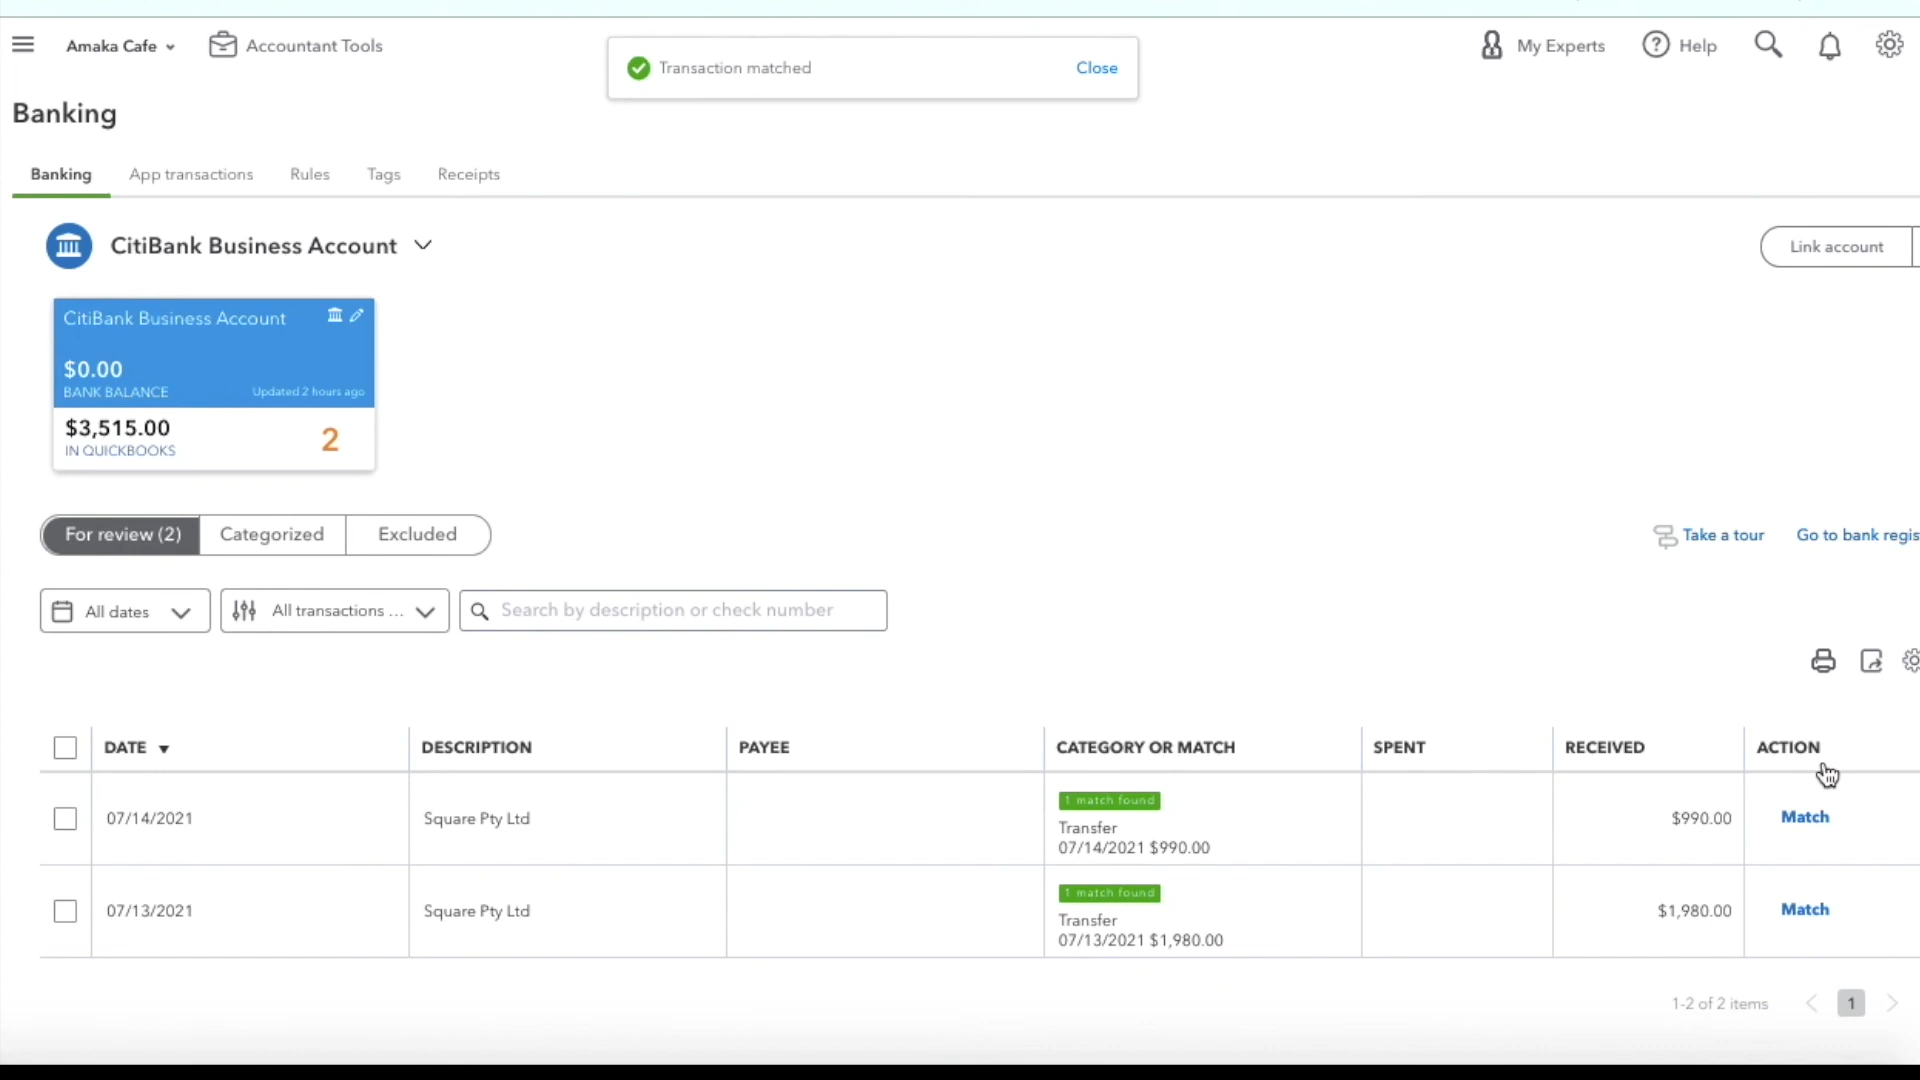 Amaka Cafe
Accountant Tools
Transaction matched
Close
My Experts
? Help
Banking
Banking
App transactions
Rules
Tags
Receipts
CitiBank Business Account
Link account
CitiBank Business Account
$0.00
BANK BALANCE
Updated 2 hours ago
$3,515.00
IN QUICKBOOKS
2
For review (2)
Categorized
Excluded
Take a tour
Go to bank regis
All dates
All transactions ...
Search by description or check number
DATE DESCRIPTION PAYEE CATEGORY OR MATCH SPENT RECEIVED ACTION
1 match found
07/14/2021 Square Pty Ltd Transfer $990.00 Match
07/14/2021 $990.00
1 match found
07/13/2021 Square Pty Ltd Transfer $1,980.00 Match
07/13/2021 $1,980.00
1-2 of 2 items
1